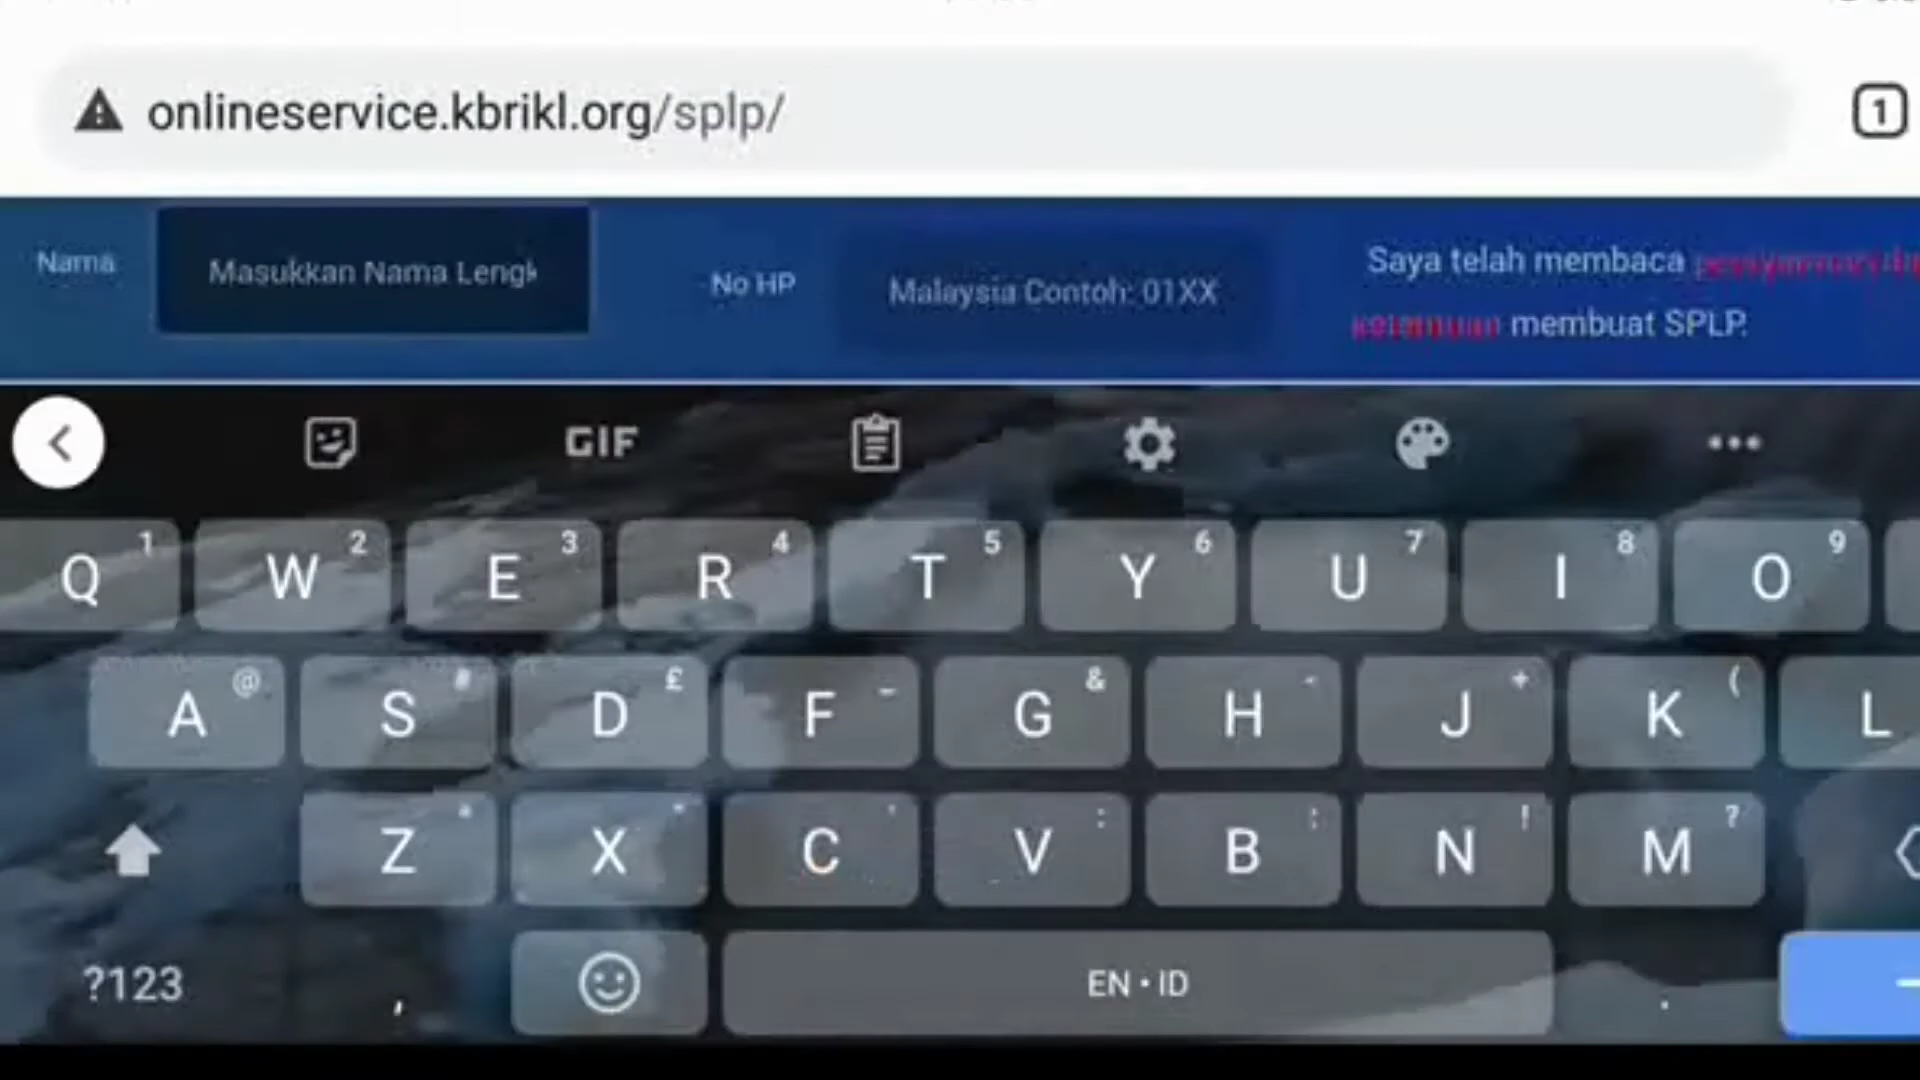 onlineservice.kbrikl.org/splp/
1
Nama
Masukkan Nama Lengk
No HP
Malaysia Contoh: 01XX
Saya telah membaca
membuat SPLP.
GIF
Q 1 W 2 E 3 R 4 T 5 Y 6 U 7 I 8 O 9
A @ S # D £ F _ G & H - J + K ( L
Z X C V : B N ! M ?
?123 , EN • ID .